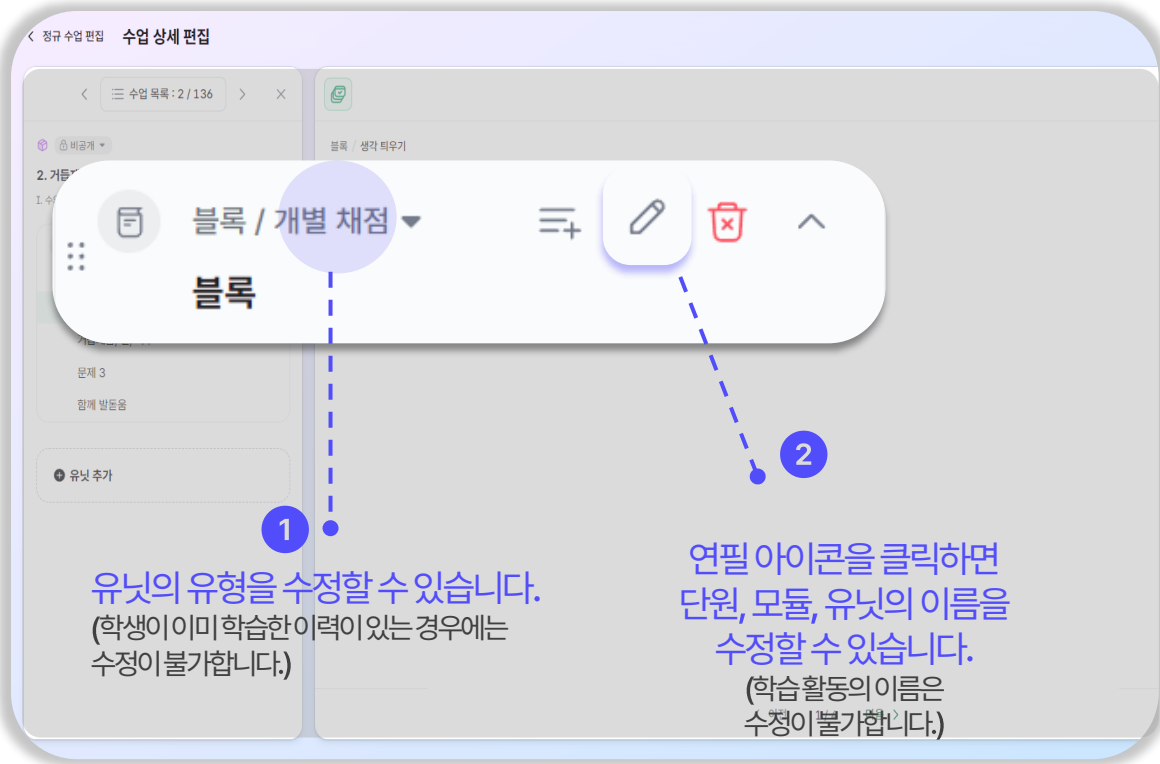 정규 수업 편집 수업 상세 편집
수업 목록 : 2 / 136
비공개
블록 / 생각 틔우기
2. 거듭
I. 수
블록 / 개별 채점
블록
문제 3
함께 발돋움
유닛 추가
1
유닛의 유형을 수정할 수 있습니다.
(학생이 이미 학습한 이력이 있는 경우에는
수정이 불가합니다.)
2
연필 아이콘을 클릭하면
단원, 모듈, 유닛의 이름을
수정할 수 있습니다.
(학습 활동의 이름은
수정이 불가합니다.)